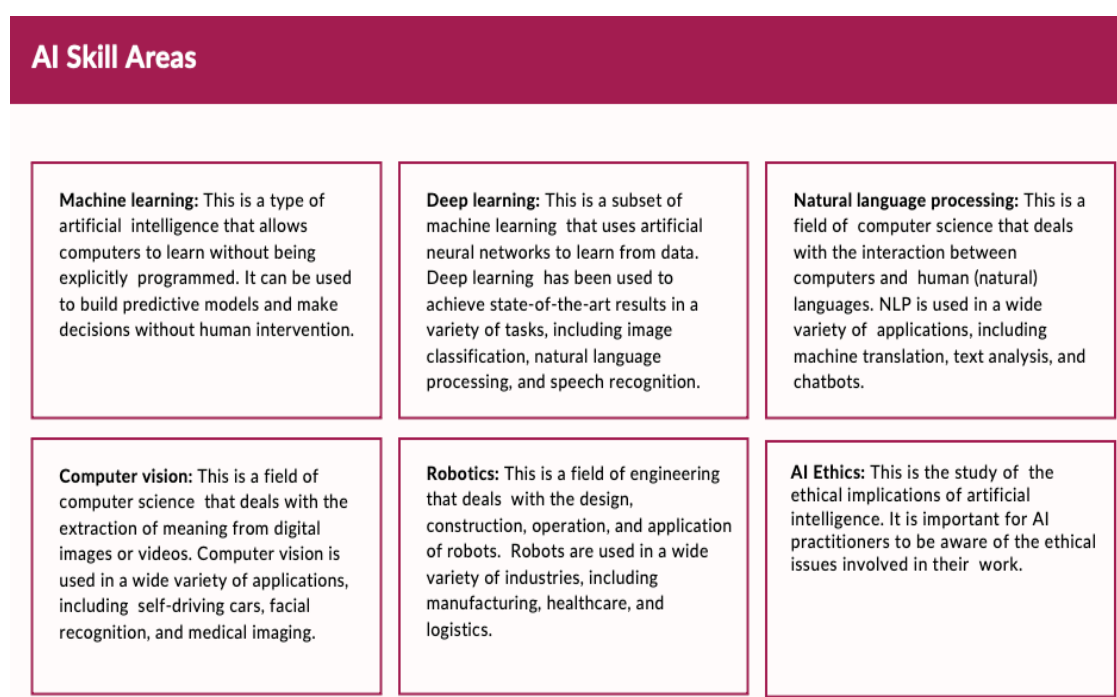 AI Skill Areas
Machine learning: This is a type of
artificial intelligence that allows
computers to learn without being
explicitly programmed. It can be used
to build predictive models and make
decisions without human intervention.
Deep learning: This is a subset of
machine learning that uses artificial
neural networks to learn from data.
Deep learning has been used to
achieve state-of-the-art results in a
variety of tasks, including image
classification, natural language
processing, and speech recognition.
Natural language processing: This is a
field of computer science that deals
with the interaction between
computers and human (natural)
languages. NLP is used in a wide
variety of applications, including
machine translation, text analysis, and
chatbots.
Computer vision: This is a field of
computer science that deals with the
extraction of meaning from digital
images or videos. Computer vision is
used in a wide variety of applications,
including self-driving cars, facial
recognition, and medical imaging.
Robotics: This is a field of engineering
that deals with the design,
construction, operation, and application
of robots. Robots are used in a wide
variety of industries, including
manufacturing, healthcare, and
logistics.
AI Ethics: This is the study of the
ethical implications of artificial
intelligence. It is important for AI
practitioners to be aware of the ethical
issues involved in their work.